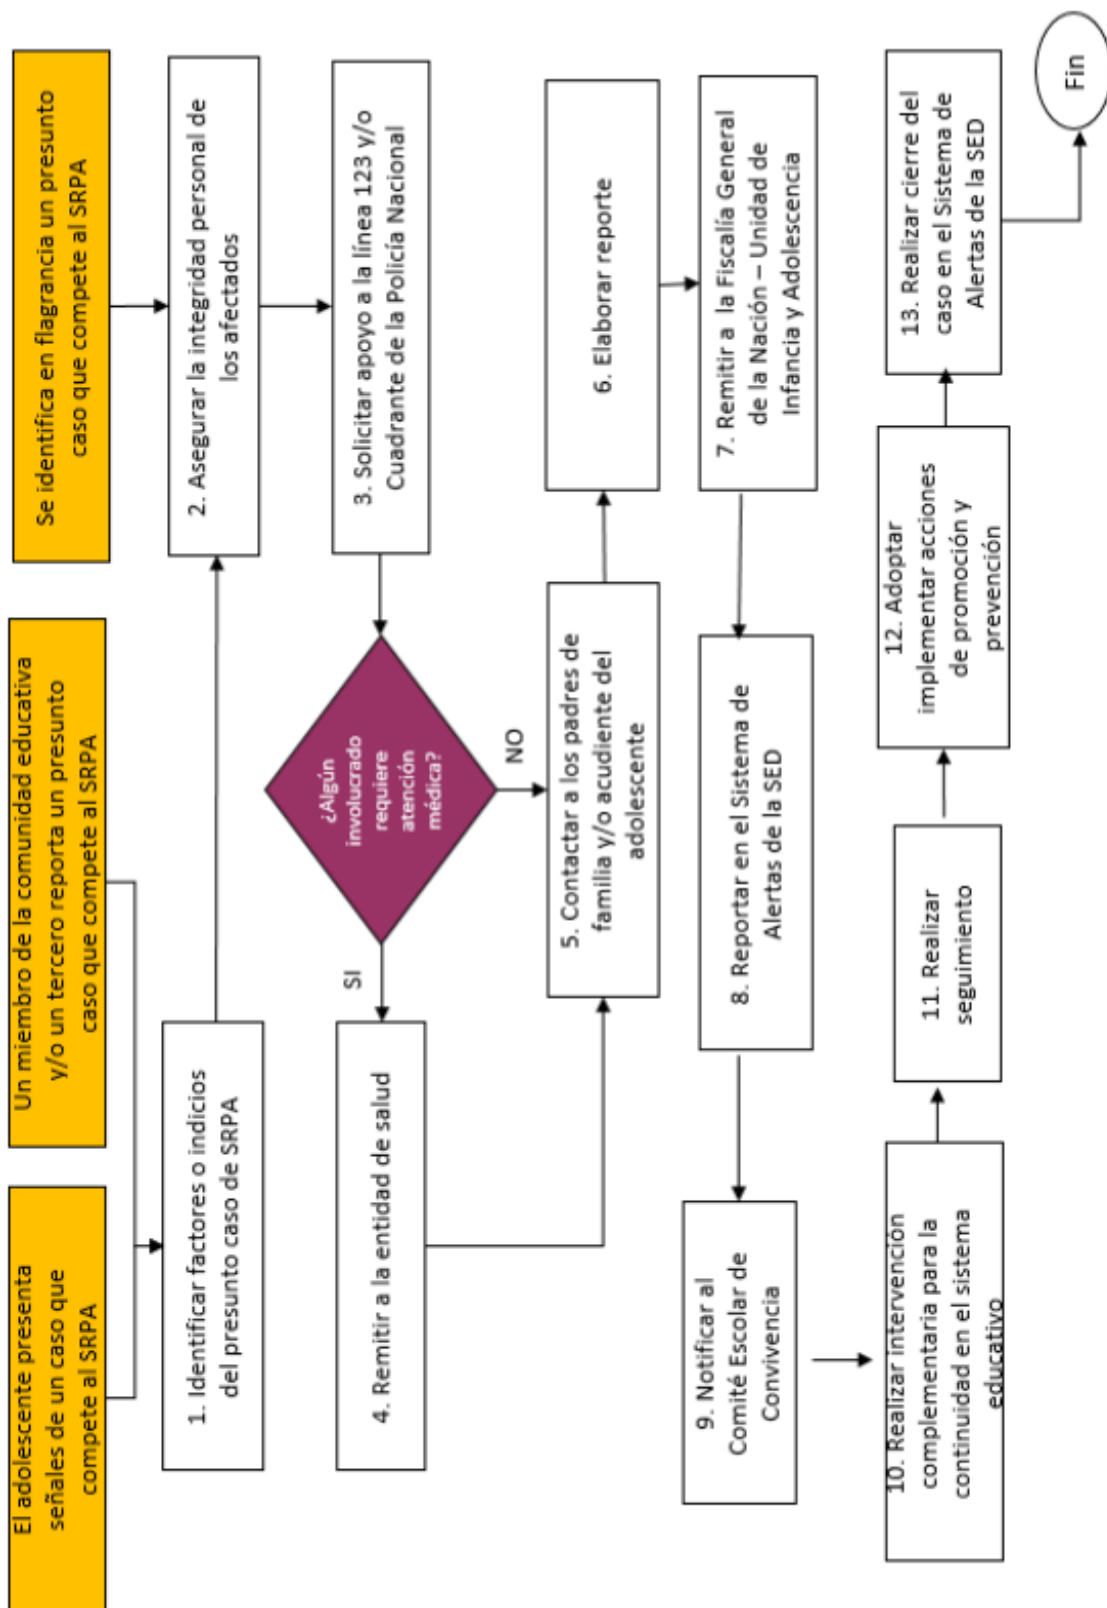 El adolescente presenta
señales de un caso que
compete al SRPA
Un miembro de la comunidad educativa
y/o un tercero reporta un presunto
caso que compete al SRPA
Se identifica en flagrancia un presunto
caso que compete al SRPA
1. Identificar factores o indicios
del presunto caso de SRPA
2. Asegurar la integridad personal de
los afectados
3. Solicitar apoyo a la línea 123 y/o
Cuadrante de la Policía Nacional
¿Algún
involucrado
requiere
atención
médica?
SI
NO
4. Remitir a la entidad de salud
5. Contactar a los padres de
familia y/o acudiente del
adolescente
6. Elaborar reporte
7. Remitir a la Fiscalía General
de la Nación – Unidad de
Infancia y Adolescencia
8. Reportar en el Sistema de
Alertas de la SED
9. Notificar al
Comité Escolar de
Convivencia
10. Realizar intervención
complementaria para la
continuidad en el sistema
educativo
11. Realizar
seguimiento
12. Adoptar
implementar acciones
de promoción y
prevención
13. Realizar cierre del
caso en el Sistema de
Alertas de la SED
Fin